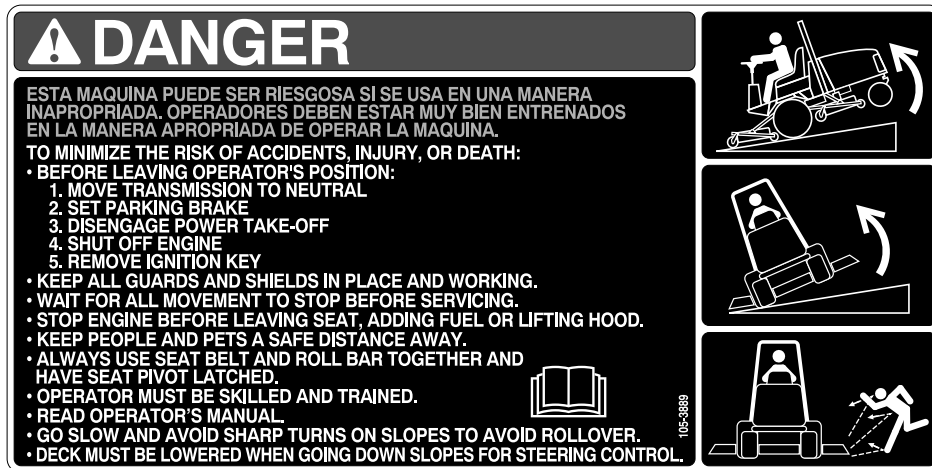 DANGER
ESTA MAQUINA PUEDE SER RIESGOSA SI SE USA EN UNA MANERA
INAPROPRIADA. OPERADORES DEBEN ESTAR MUY BIEN ENTRENADOS
EN LA MANERA APROPRIADA DE OPERAR LA MAQUINA.
TO MINIMIZE THE RISK OF ACCIDENTS, INJURY, OR DEATH:
• BEFORE LEAVING OPERATOR'S POSITION:
1. MOVE TRANSMISSION TO NEUTRAL
2. SET PARKING BRAKE
3. DISENGAGE POWER TAKE-OFF
4. SHUT OFF ENGINE
5. REMOVE IGNITION KEY
• KEEP ALL GUARDS AND SHIELDS IN PLACE AND WORKING.
• WAIT FOR ALL MOVEMENT TO STOP BEFORE SERVICING.
• STOP ENGINE BEFORE LEAVING SEAT, ADDING FUEL OR LIFTING HOOD.
• KEEP PEOPLE AND PETS A SAFE DISTANCE AWAY.
• ALWAYS USE SEAT BELT AND ROLL BAR TOGETHER AND
HAVE SEAT PIVOT LATCHED.
• OPERATOR MUST BE SKILLED AND TRAINED.
• READ OPERATOR'S MANUAL.
• GO SLOW AND AVOID SHARP TURNS ON SLOPES TO AVOID ROLLOVER.
• DECK MUST BE LOWERED WHEN GOING DOWN SLOPES FOR STEERING CONTROL.
105-3889